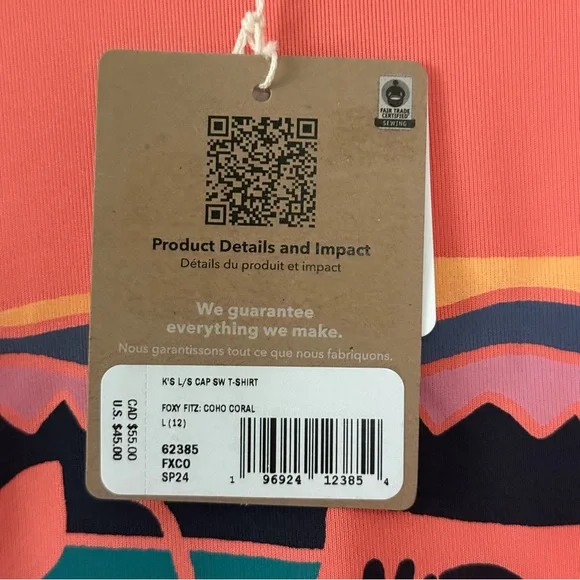 FAIR TRADE
CERTIFIED
SEWING
Product Details and Impact
Détails du produit et impact
We guarantee
everything we make.
Nous garantissons tout ce que nous fabriquons.
K'S L/S CAP SW T-SHIRT
FOXY FITZ: COHO CORAL
L (12)
62385
FXCO
SP24
CAD $55.00
U.S. $45.00
1 96924 12385 4